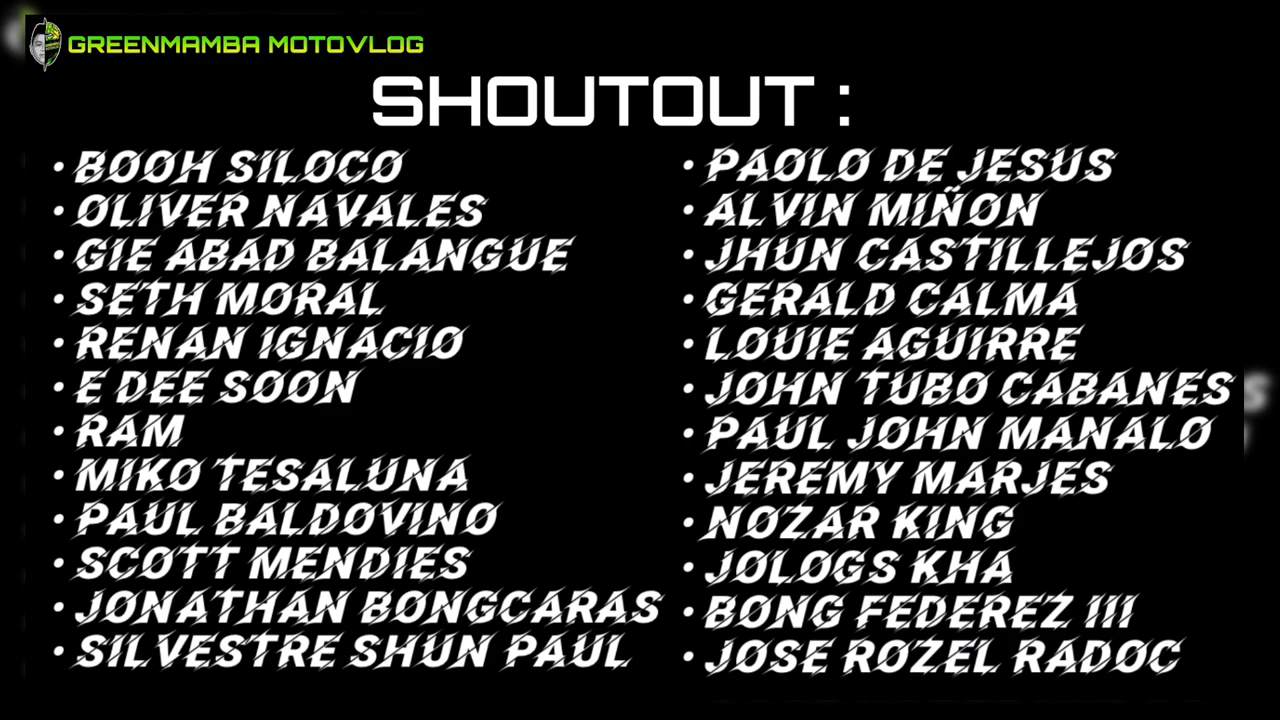 GREENMAMBA MOTOVLOG
SHOUTOUT :
• BOOH SILOCO
• OLIVER NAVALES
• GIE ABAD BALANGUE
• SETH MORAL
• RENAN IGNACIO
• E DEE SOON
• RAM
• MIKO TESALUNA
• PAUL BALDOVINO
• SCOTT MENDIES
• JONATHAN BONGCARAS
• SILVESTRE SHUN PAUL
• PAOLO DE JESUS
• ALVIN MIÑON
• JHUN CASTILLEJOS
• GERALD CALMA
• LOUIE AGUIRRE
• JOHN TUBO CABANES
• PAUL JOHN MANALO
• JEREMY MARJES
• NOZAR KING
• JOLOGS KHA
• BONG FEDEREZ III
• JOSE ROZEL RADOC